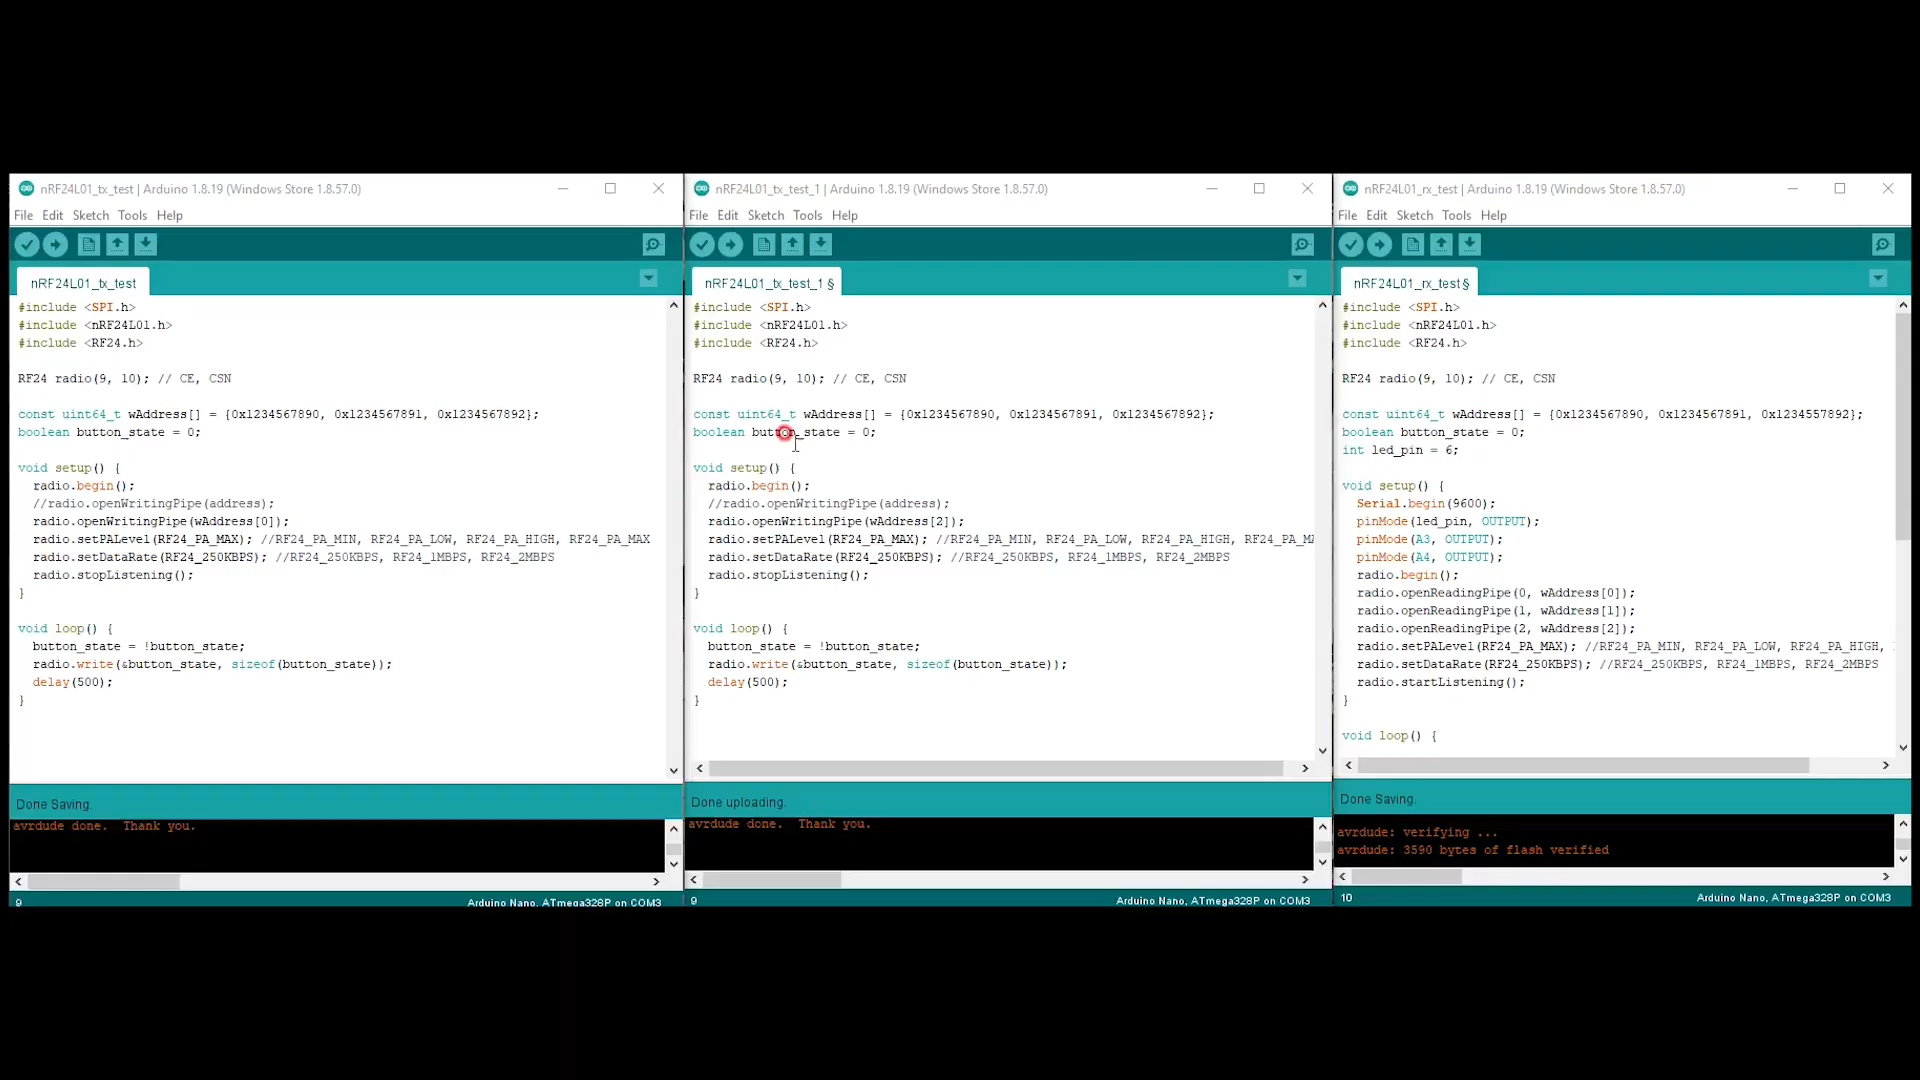 nRF24L01_tx_test | Arduino 1.8.19 (Windows Store 1.8.57.0)
File Edit Sketch Tools Help
nRF24L01_tx_test
#include <SPI.h>
#include <nRF24L01.h>
#include <RF24.h>
RF24 radio(9, 10); // CE, CSN
const uint64_t wAddress[] = {0x1234567890, 0x1234567891, 0x1234567892};
boolean button_state = 0;
void setup() {
radio.begin();
//radio.openWritingPipe(address);
radio.openWritingPipe(wAddress[0]);
radio.setPALevel(RF24_PA_MAX); //RF24_PA_MIN, RF24_PA_LOW, RF24_PA_HIGH, RF24_PA_MAX
radio.setDataRate(RF24_250KBPS); //RF24_250KBPS, RF24_1MBPS, RF24_2MBPS
radio.stopListening();
}
void loop() {
button_state = !button_state;
radio.write(&button_state, sizeof(button_state));
delay(500);
}
Done Saving.
avrdude done.  Thank you.
9
Arduino Nano, ATmega328P on COM3
nRF24L01_tx_test_1 | Arduino 1.8.19 (Windows Store 1.8.57.0)
File Edit Sketch Tools Help
nRF24L01_tx_test_1 §
#include <SPI.h>
#include <nRF24L01.h>
#include <RF24.h>
RF24 radio(9, 10); // CE, CSN
const uint64_t wAddress[] = {0x1234567890, 0x1234567891, 0x1234567892};
boolean button_state = 0;
void setup() {
radio.begin();
//radio.openWritingPipe(address);
radio.openWritingPipe(wAddress[2]);
radio.setPALevel(RF24_PA_MAX); //RF24_PA_MIN, RF24_PA_LOW, RF24_PA_HIGH, RF24_PA_MA
radio.setDataRate(RF24_250KBPS); //RF24_250KBPS, RF24_1MBPS, RF24_2MBPS
radio.stopListening();
}
void loop() {
button_state = !button_state;
radio.write(&button_state, sizeof(button_state));
delay(500);
}
Done uploading.
avrdude done.  Thank you.
9
Arduino Nano, ATmega328P on COM3
nRF24L01_rx_test | Arduino 1.8.19 (Windows Store 1.8.57.0)
File Edit Sketch Tools Help
nRF24L01_rx_test §
#include <SPI.h>
#include <nRF24L01.h>
#include <RF24.h>
RF24 radio(9, 10); // CE, CSN
const uint64_t wAddress[] = {0x1234567890, 0x1234567891, 0x1234557892};
boolean button_state = 0;
int led_pin = 6;
void setup() {
Serial.begin(9600);
pinMode(led_pin, OUTPUT);
pinMode(A3, OUTPUT);
pinMode(A4, OUTPUT);
radio.begin();
radio.openReadingPipe(0, wAddress[0]);
radio.openReadingPipe(1, wAddress[1]);
radio.openReadingPipe(2, wAddress[2]);
radio.setPALevel(RF24_PA_MAX); //RF24_PA_MIN, RF24_PA_LOW, RF24_PA_HIGH,
radio.setDataRate(RF24_250KBPS); //RF24_250KBPS, RF24_1MBPS, RF24_2MBPS
radio.startListening();
}
void loop() {
Done Saving.
avrdude: verifying ...
avrdude: 3590 bytes of flash verified
10
Arduino Nano, ATmega328P on COM3